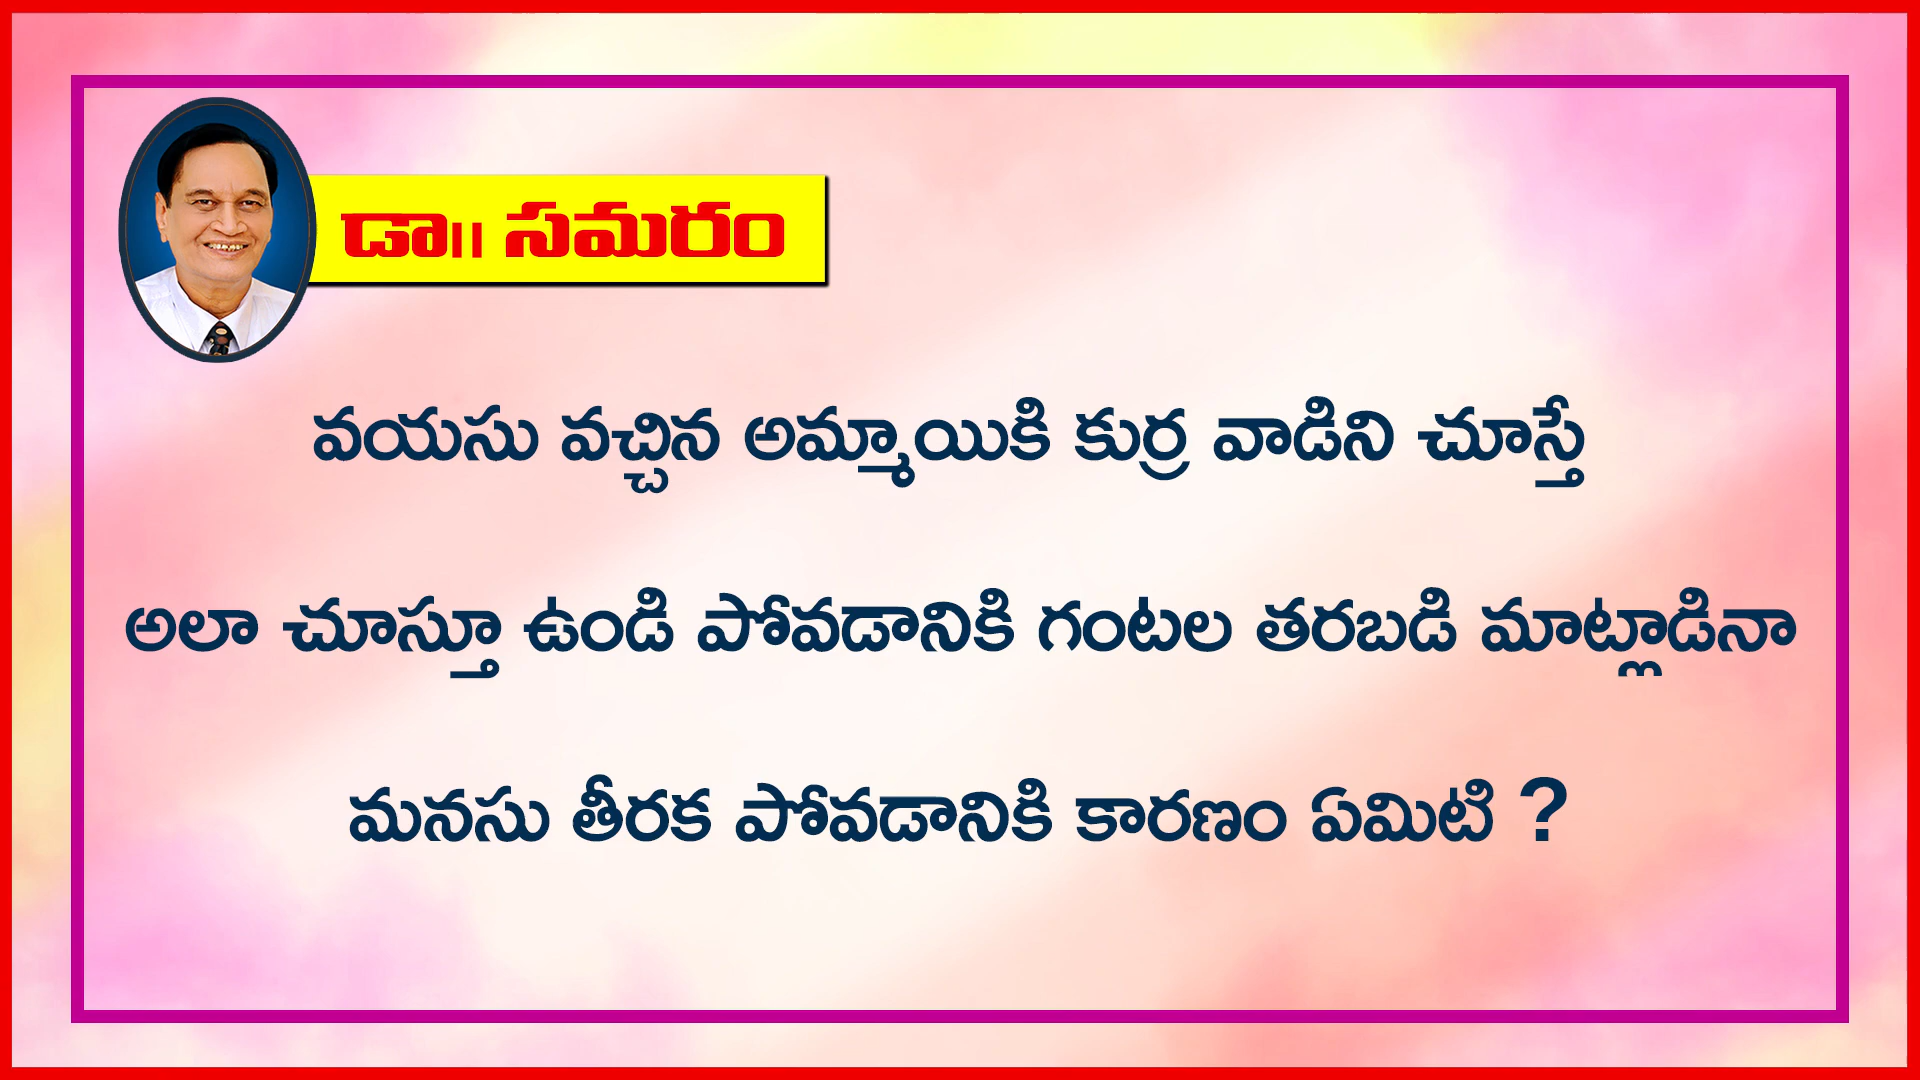 డా॥ సమరం
వయసు వచ్చిన అమ్మాయికి కుర్ర వాడిని చూస్తే
అలా చూస్తూ ఉండి పోవడానికి గంటల తరబడి మాట్లాడినా
మనసు తీరక పోవడానికి కారణం ఏమిటి ?